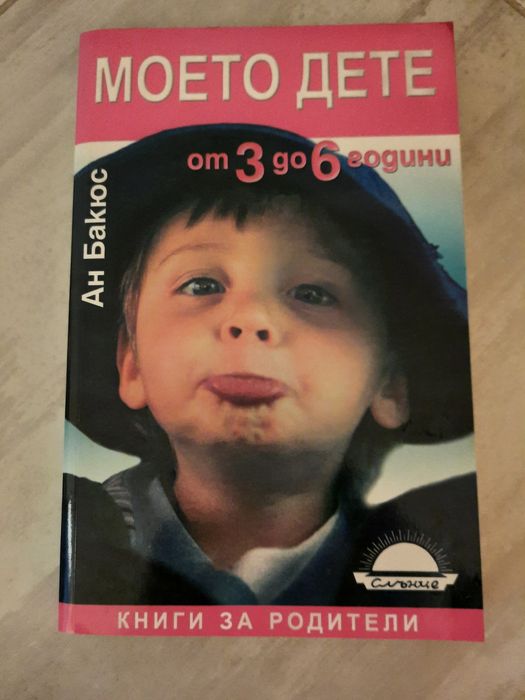 МОЕТО ДЕТЕ
от 3 до 6 години
Ан Бакюс
Слънце
КНИГИ ЗА РОДИТЕЛИ